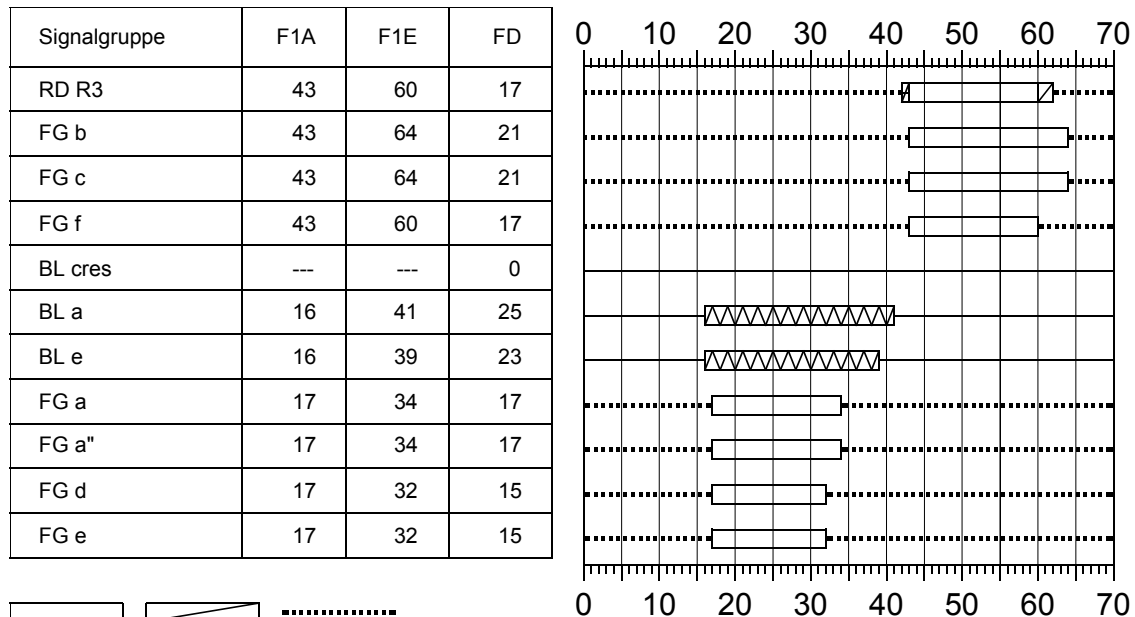 Signalgruppe F1A F1E FD
RD R3 43 60 17
FG b 43 64 21
FG c 43 64 21
FG f 43 60 17
BL cres --- --- 0
BL a 16 41 25
BL e 16 39 23
FG a 17 34 17
FG a" 17 34 17
FG d 17 32 15
FG e 17 32 15
0 10 20 30 40 50 60 70
0 10 20 30 40 50 60 70